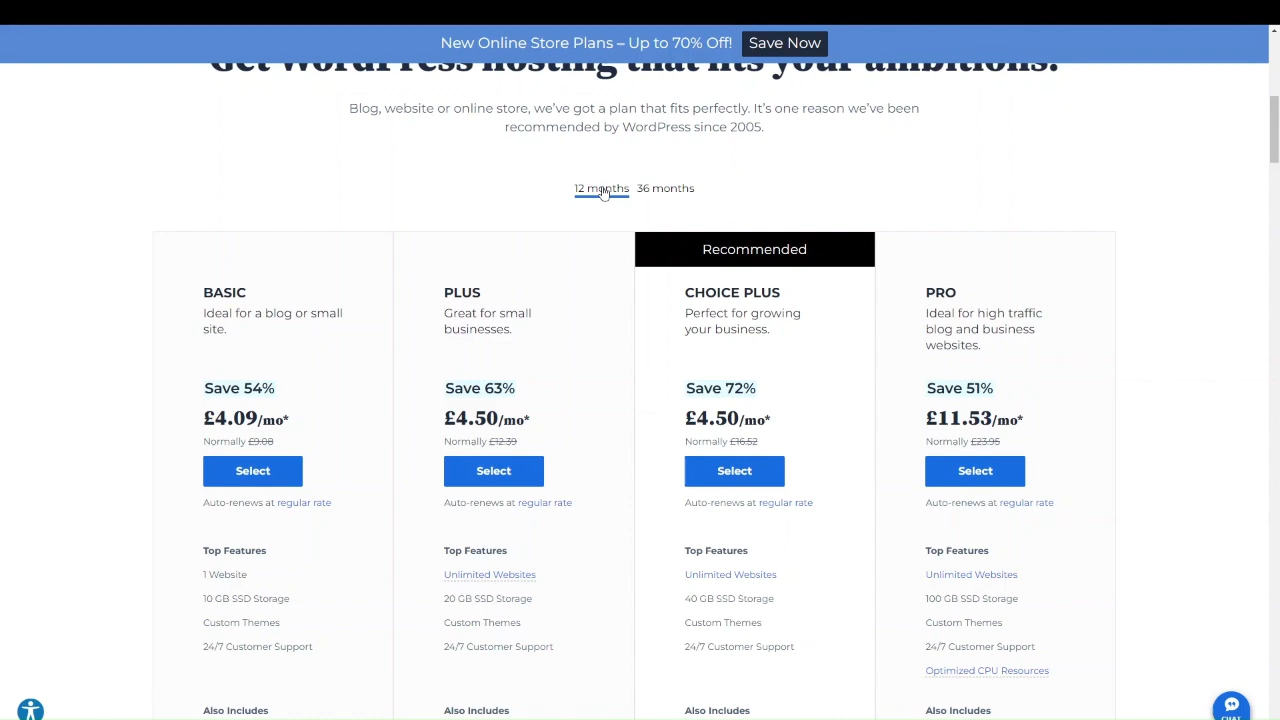 New Online Store Plans – Up to 70% Off! Save Now
Get WordPress hosting that fits your ambitions.
Blog, website or online store, we've got a plan that fits perfectly. It's one reason we've been
recommended by WordPress since 2005.
12 months 36 months
Recommended
BASIC
Ideal for a blog or small
site.
Save 54%
£4.09/mo*
Normally £9.08
Select
Auto-renews at regular rate
Top Features
1 Website
10 GB SSD Storage
Custom Themes
24/7 Customer Support
Also Includes
PLUS
Great for small
businesses.
Save 63%
£4.50/mo*
Normally £12.39
Select
Auto-renews at regular rate
Top Features
Unlimited Websites
20 GB SSD Storage
Custom Themes
24/7 Customer Support
Also Includes
CHOICE PLUS
Perfect for growing
your business.
Save 72%
£4.50/mo*
Normally £16.52
Select
Auto-renews at regular rate
Top Features
Unlimited Websites
40 GB SSD Storage
Custom Themes
24/7 Customer Support
Also Includes
PRO
Ideal for high traffic
blog and business
websites.
Save 51%
£11.53/mo*
Normally £23.95
Select
Auto-renews at regular rate
Top Features
Unlimited Websites
100 GB SSD Storage
Custom Themes
24/7 Customer Support
Optimized CPU Resources
Also Includes
CHAT